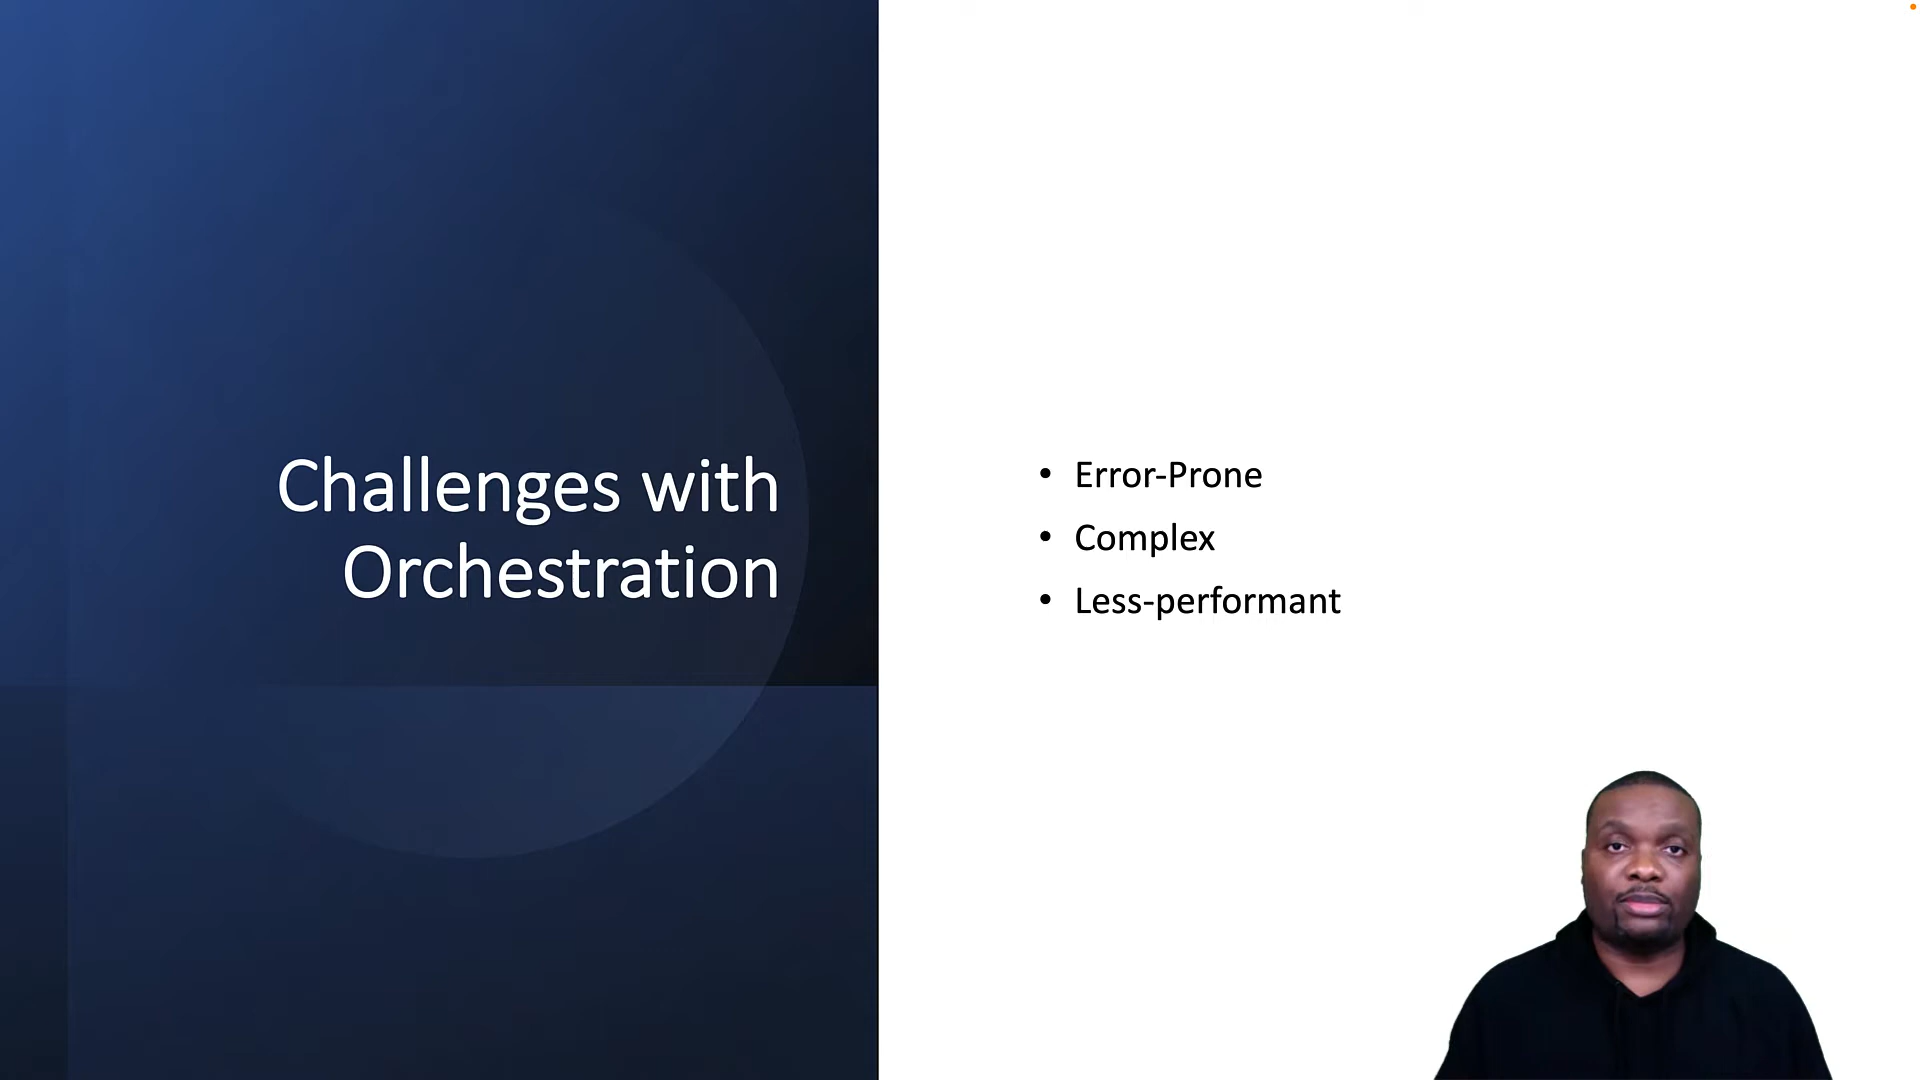 Challenges with
Orchestration
• Error-Prone
• Complex
• Less-performant